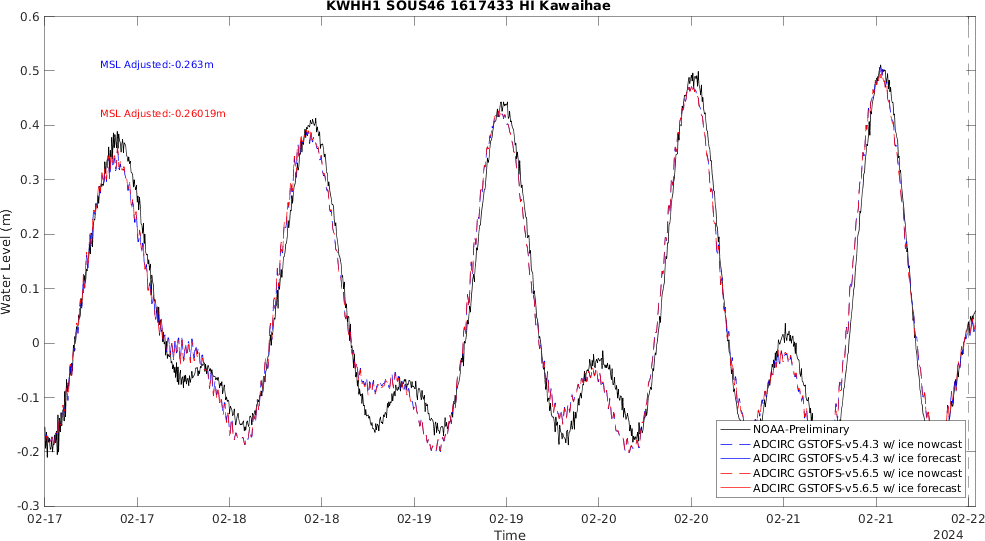 KWHH1 SOUS46 1617433 HI Kawaihae
0.6
0.5
0.4
0.3
0.2
0.1
0
-0.1
-0.2
-0.3
Water Level (m)
MSL Adjusted:-0.263m
MSL Adjusted:-0.26019m
NOAA-Preliminary
ADCIRC GSTOFS-v5.4.3 w/ ice nowcast
ADCIRC GSTOFS-v5.4.3 w/ ice forecast
ADCIRC GSTOFS-v5.6.5 w/ ice nowcast
ADCIRC GSTOFS-v5.6.5 w/ ice forecast
02-17 02-17 02-18 02-18 02-19 02-19 02-20 02-20 02-21 02-21 02-22
Time
2024